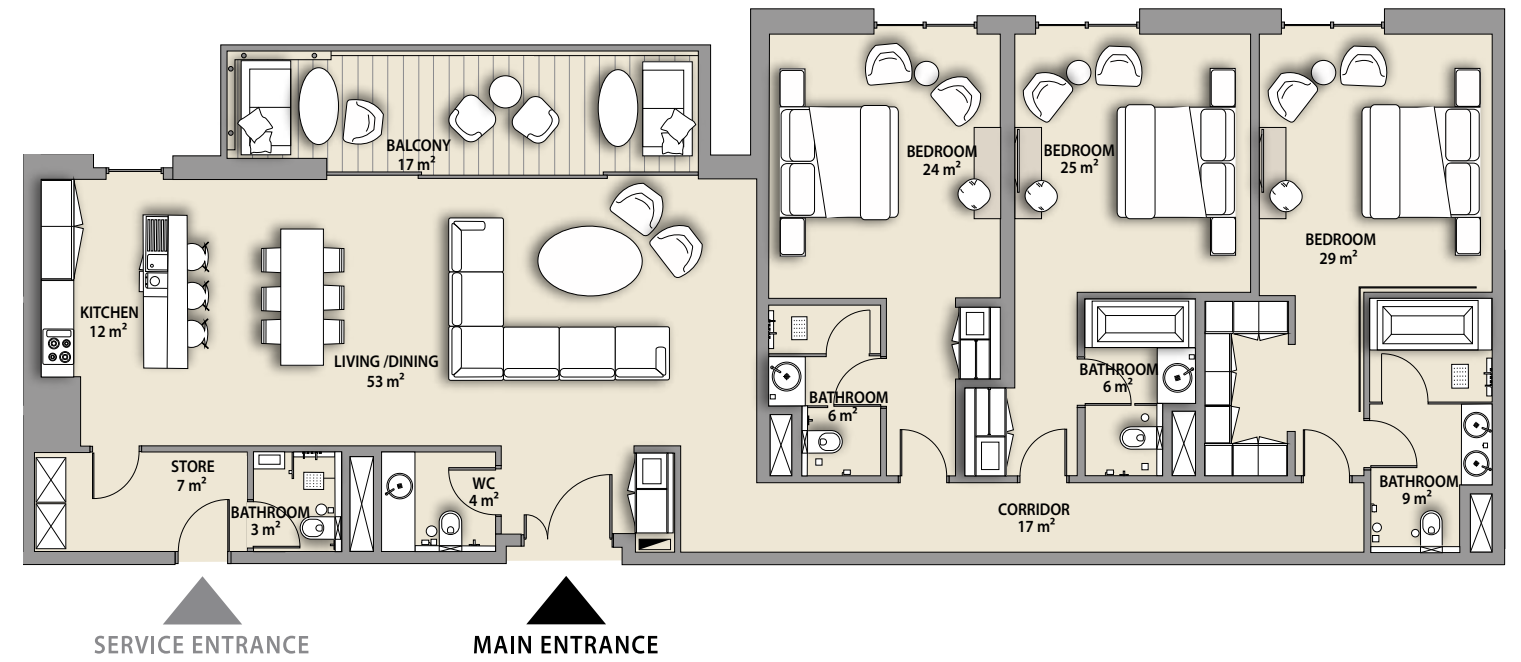 BALCONY
17 m²
BEDROOM
24 m²
BEDROOM
25 m²
BEDROOM
29 m²
KITCHEN
12 m²
LIVING /DINING
53 m²
BATHROOM
6 m²
BATHROOM
6 m²
STORE
7 m²
BATHROOM
3 m²
WC
4 m²
CORRIDOR
17 m²
BATHROOM
9 m²
SERVICE ENTRANCE
MAIN ENTRANCE